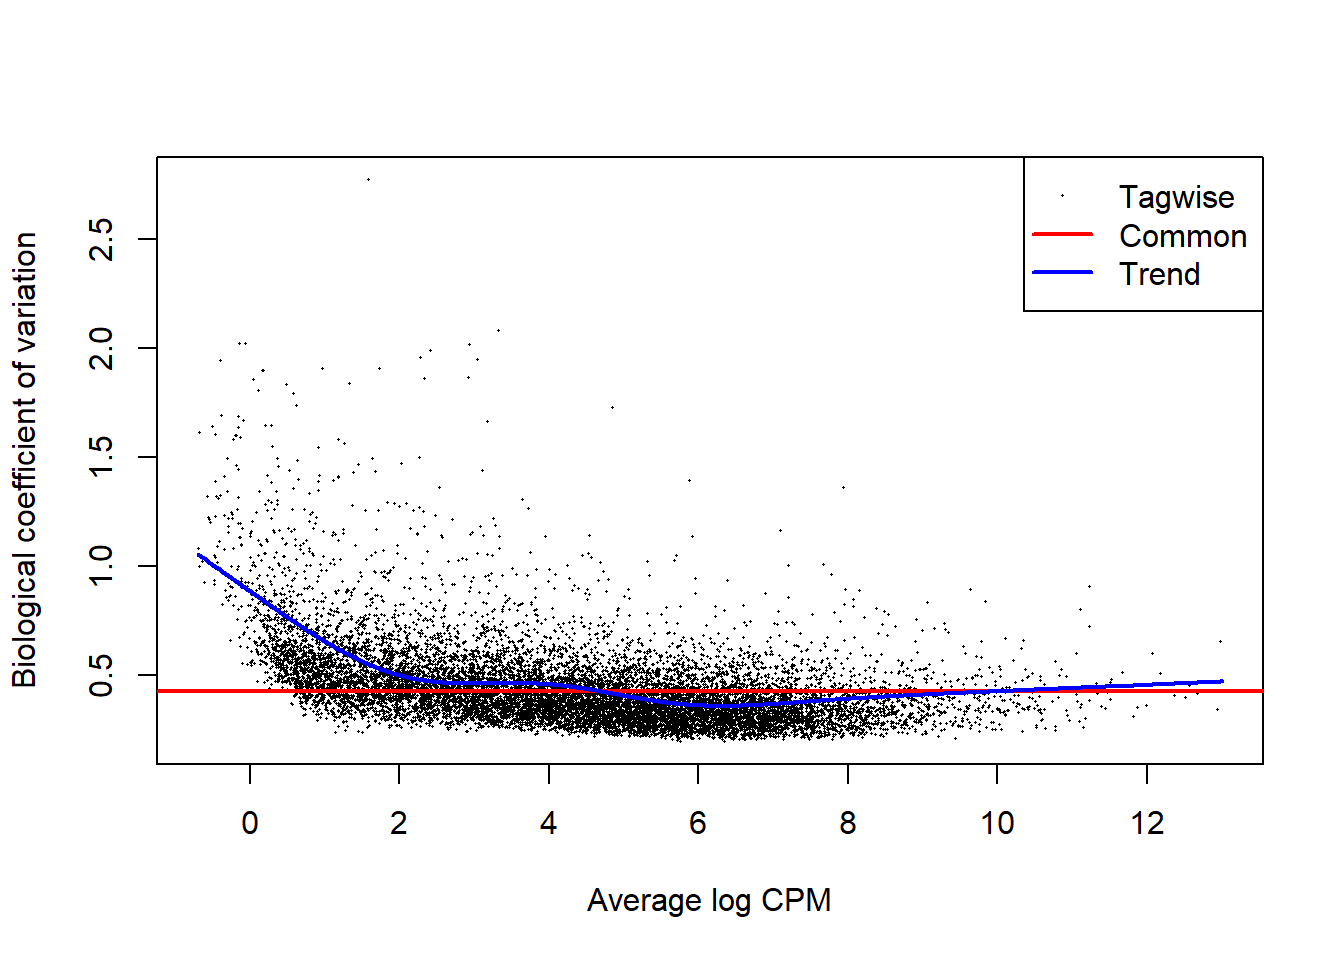 Tagwise
Common
Trend
Biological coefficient of variation
2.5
2.0
1.5
1.0
0.5
0 2 4 6 8 10 12
Average log CPM